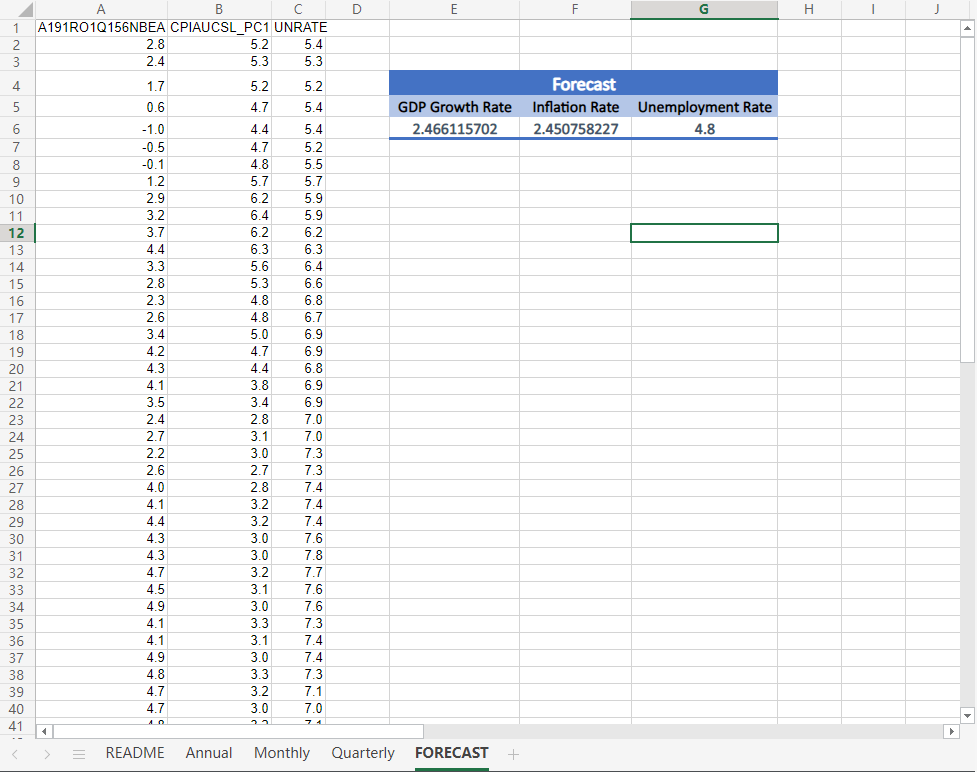 A B C D E F G H I J
1 A191RO1Q156NBEA CPIAUCSL_PC1 UNRATE
2 2.8 5.2 5.4
3 2.4 5.3 5.3
4 1.7 5.2 5.2 Forecast
5 0.6 4.7 5.4 GDP Growth Rate Inflation Rate Unemployment Rate
6 -1.0 4.4 5.4 2.466115702 2.450758227 4.8
7 -0.5 4.7 5.2
8 -0.1 4.8 5.5
9 1.2 5.7 5.7
10 2.9 6.2 5.9
11 3.2 6.4 5.9
12 3.7 6.2 6.2
13 4.4 6.3 6.3
14 3.3 5.6 6.4
15 2.8 5.3 6.6
16 2.3 4.8 6.8
17 2.6 4.8 6.7
18 3.4 5.0 6.9
19 4.2 4.7 6.9
20 4.3 4.4 6.8
21 4.1 3.8 6.9
22 3.5 3.4 6.9
23 2.4 2.8 7.0
24 2.7 3.1 7.0
25 2.2 3.0 7.3
26 2.6 2.7 7.3
27 4.0 2.8 7.4
28 4.1 3.2 7.4
29 4.4 3.2 7.4
30 4.3 3.0 7.6
31 4.3 3.0 7.8
32 4.7 3.2 7.7
33 4.5 3.1 7.6
34 4.9 3.0 7.6
35 4.1 3.3 7.3
36 4.1 3.1 7.4
37 4.9 3.0 7.4
38 4.8 3.3 7.3
39 4.7 3.2 7.1
40 4.7 3.0 7.0
41
README Annual Monthly Quarterly FORECAST